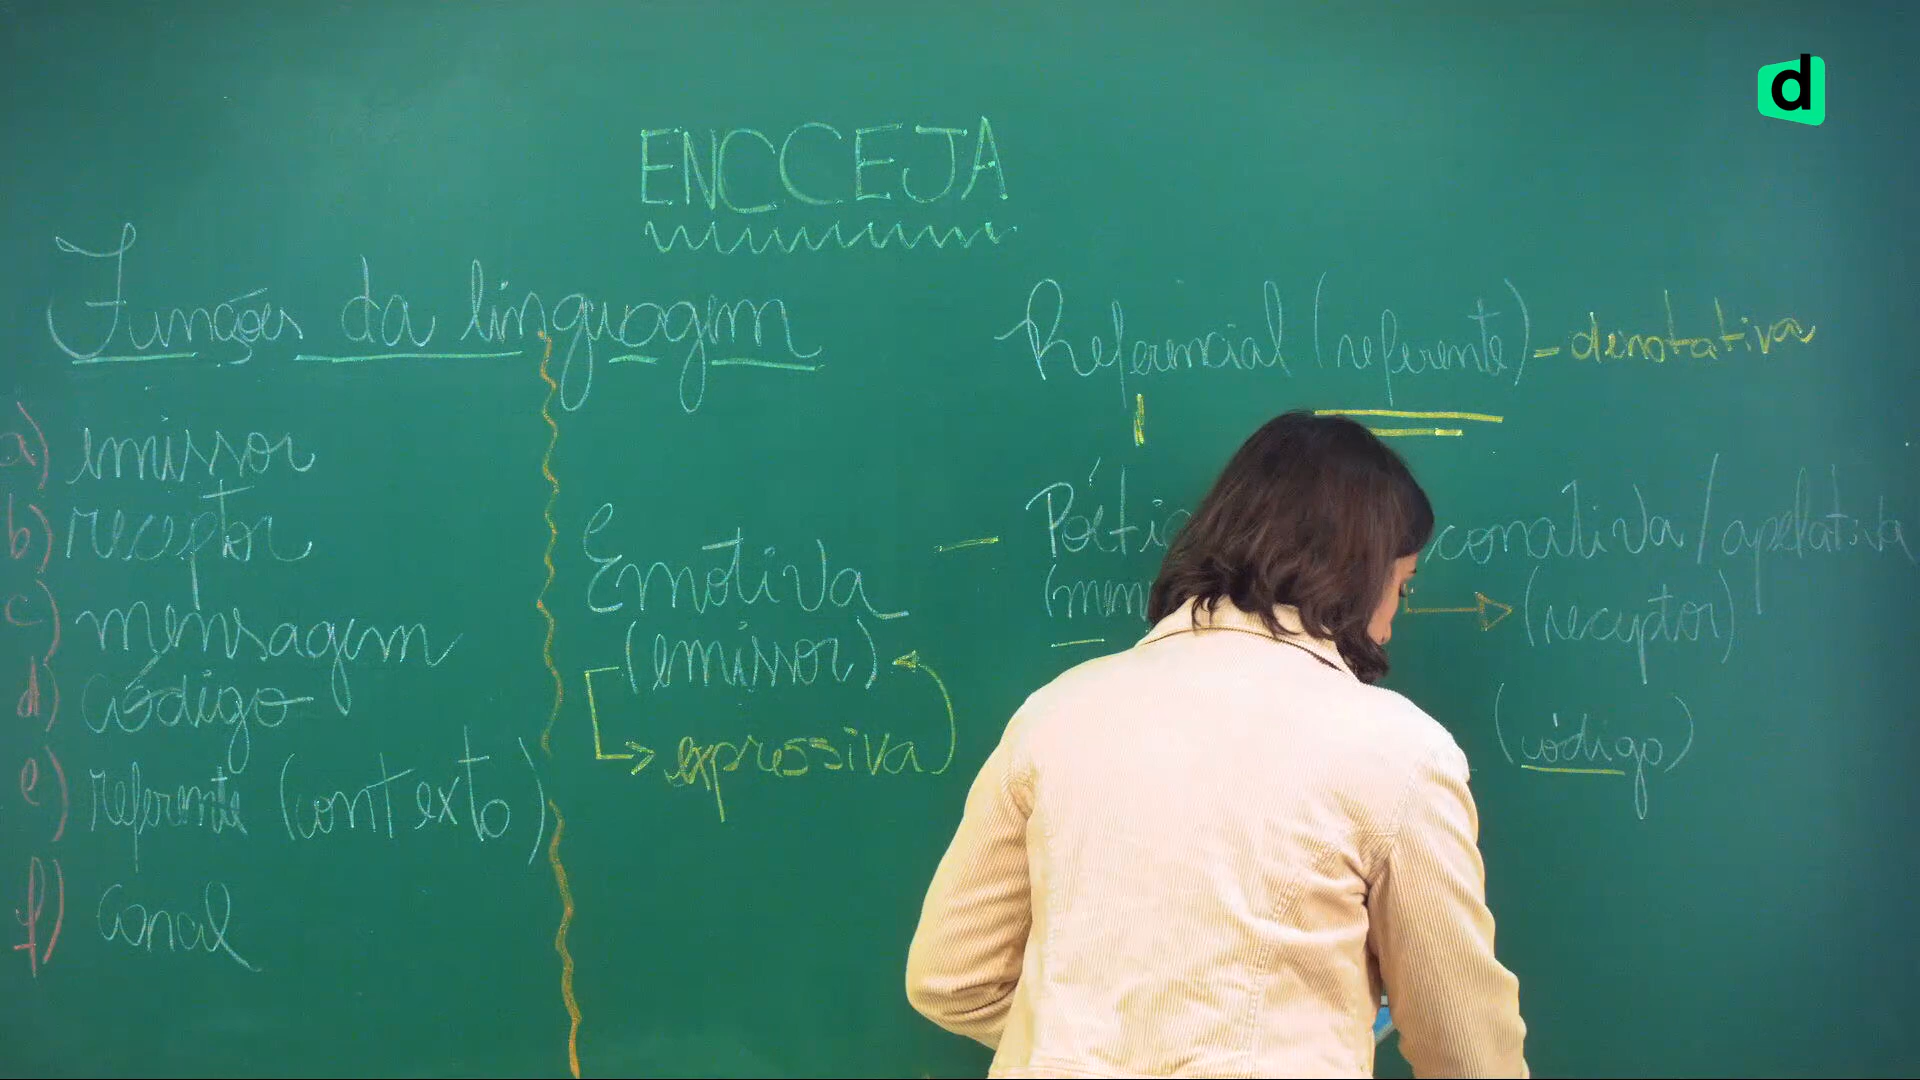 d
ENCCEJA
Funções da linguagem
a) emissor
b) receptor
c) mensagem
d) código
e) referente (contexto)
f) canal
Emotiva
(emissor)
expressiva
Referencial (referente) - denotativa
conativa / apelativa
(receptor)
(código)